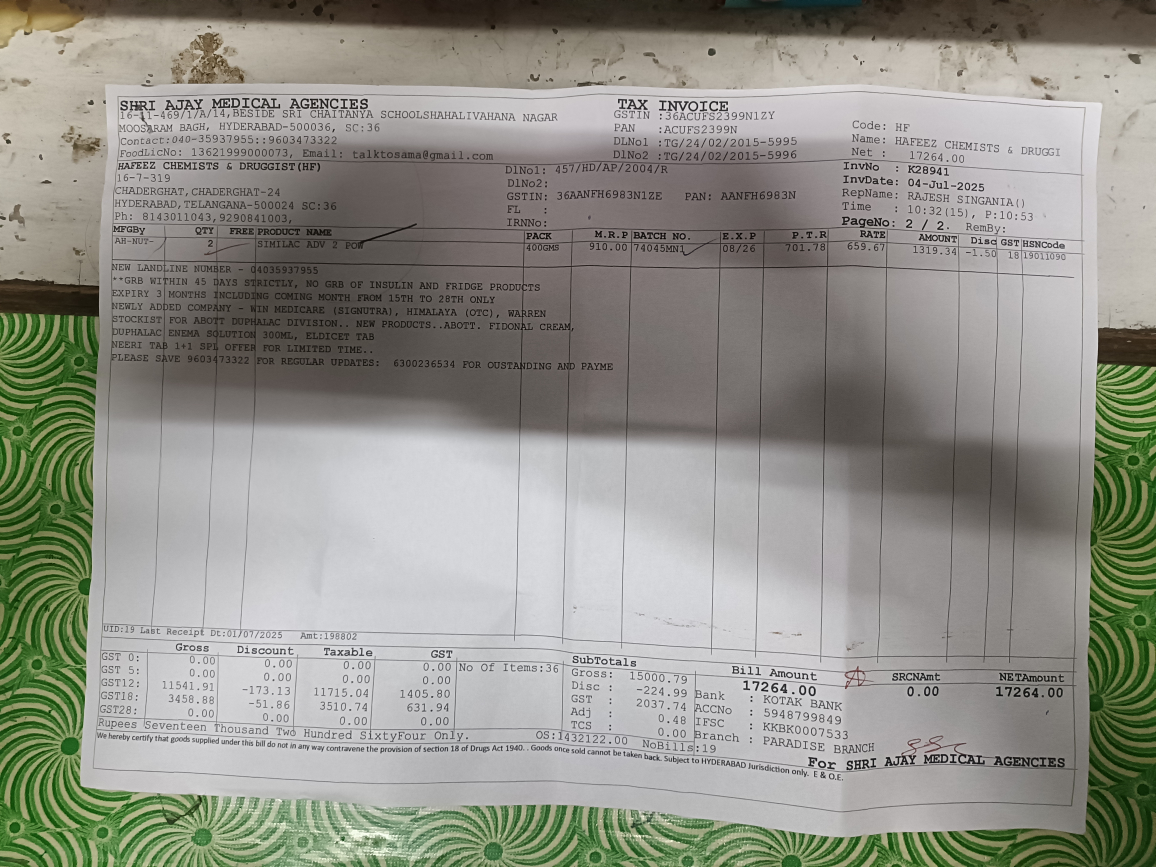 SHRI AJAY MEDICAL AGENCIES
16-11-469/1/A/14,BESIDE SRI CHAITANYA SCHOOLSHAHALIVAHANA NAGAR
MOOSARAM BAGH, HYDERABAD-500036, SC:36
Contact:040-35937955::9603473322
FoodLicNo: 13621999000073, Email: talktosama@gmail.com
TAX INVOICE
GSTIN :36ACUFS2399N1ZY
PAN :ACUFS2399N
DLNo1 :TG/24/02/2015-5995
DLNo2 :TG/24/02/2015-5996
Code: HF
Name: HAFEEZ CHEMISTS & DRUGGI
Net : 17264.00
HAFEEZ CHEMISTS & DRUGGIST(HF)
16-7-319
CHADERGHAT,CHADERGHAT-24
HYDERABAD,TELANGANA-500024 SC:36
Ph: 8143011043,9290841003,
DlNo1: 457/HD/AP/2004/R
DlNo2:
GSTIN: 36AANFH6983N1ZE PAN: AANFH6983N
FL :
IRNNo:
InvNo : K28941
InvDate: 04-Jul-2025
RepName: RAJESH SINGANIA()
Time : 10:32(15), P:10:53
PageNo: 2 / 2. RemBy:
MFGBy QTY FREE PRODUCT NAME PACK M.R.P BATCH NO. E.X.P P.T.R RATE AMOUNT Disc GST HSNCode
AH-NUT- 2 SIMILAC ADV 2 POW 400GMS 910.00 74045MN1 08/26 701.78 659.67 1319.34 -1.50 18 19011090
NEW LANDLINE NUMBER - 04035937955
**GRB WITHIN 45 DAYS STRICTLY, NO GRB OF INSULIN AND FRIDGE PRODUCTS
EXPIRY 3 MONTHS INCLUDING COMING MONTH FROM 15TH TO 28TH ONLY
NEWLY ADDED COMPANY - WIN MEDICARE (SIGNUTRA), HIMALAYA (OTC), WARREN
STOCKIST FOR ABOTT DUPHALAC DIVISION.. NEW PRODUCTS..ABOTT. FIDONAL CREAM,
DUPHALAC ENEMA SOLUTION 300ML, ELDICET TAB
NEERI TAB 1+1 SPL OFFER FOR LIMITED TIME..
PLEASE SAVE 9603473322 FOR REGULAR UPDATES: 6300236534 FOR OUSTANDING AND PAYME
UID:19 Last Receipt Dt:01/07/2025 Amt:198802
Gross Discount Taxable GST
GST 0: 0.00 0.00 0.00 0.00
GST 5: 0.00 0.00 0.00 0.00
GST12: 11541.91 -173.13 11715.04 1405.80
GST18: 3458.88 -51.86 3510.74 631.94
GST28: 0.00 0.00 0.00 0.00
No Of Items:36
SubTotals
Gross: 15000.79
Disc : -224.99
GST : 2037.74
Adj : 0.48
TCS : 0.00
Bill Amount
17264.00
Bank : KOTAK BANK
ACCNo : 5948799849
IFSC : KKBK0007533
Branch : PARADISE BRANCH
SRCNAmt
0.00
NETAmount
17264.00
Rupees Seventeen Thousand Two Hundred SixtyFour Only. OS:1432122.00 NoBills:19
We hereby certify that goods supplied under this bill do not in any way contravene the provision of section 18 of Drugs Act 1940. . Goods once sold cannot be taken back. Subject to HYDERABAD Jurisdiction only. E & O.E.
For SHRI AJAY MEDICAL AGENCIES